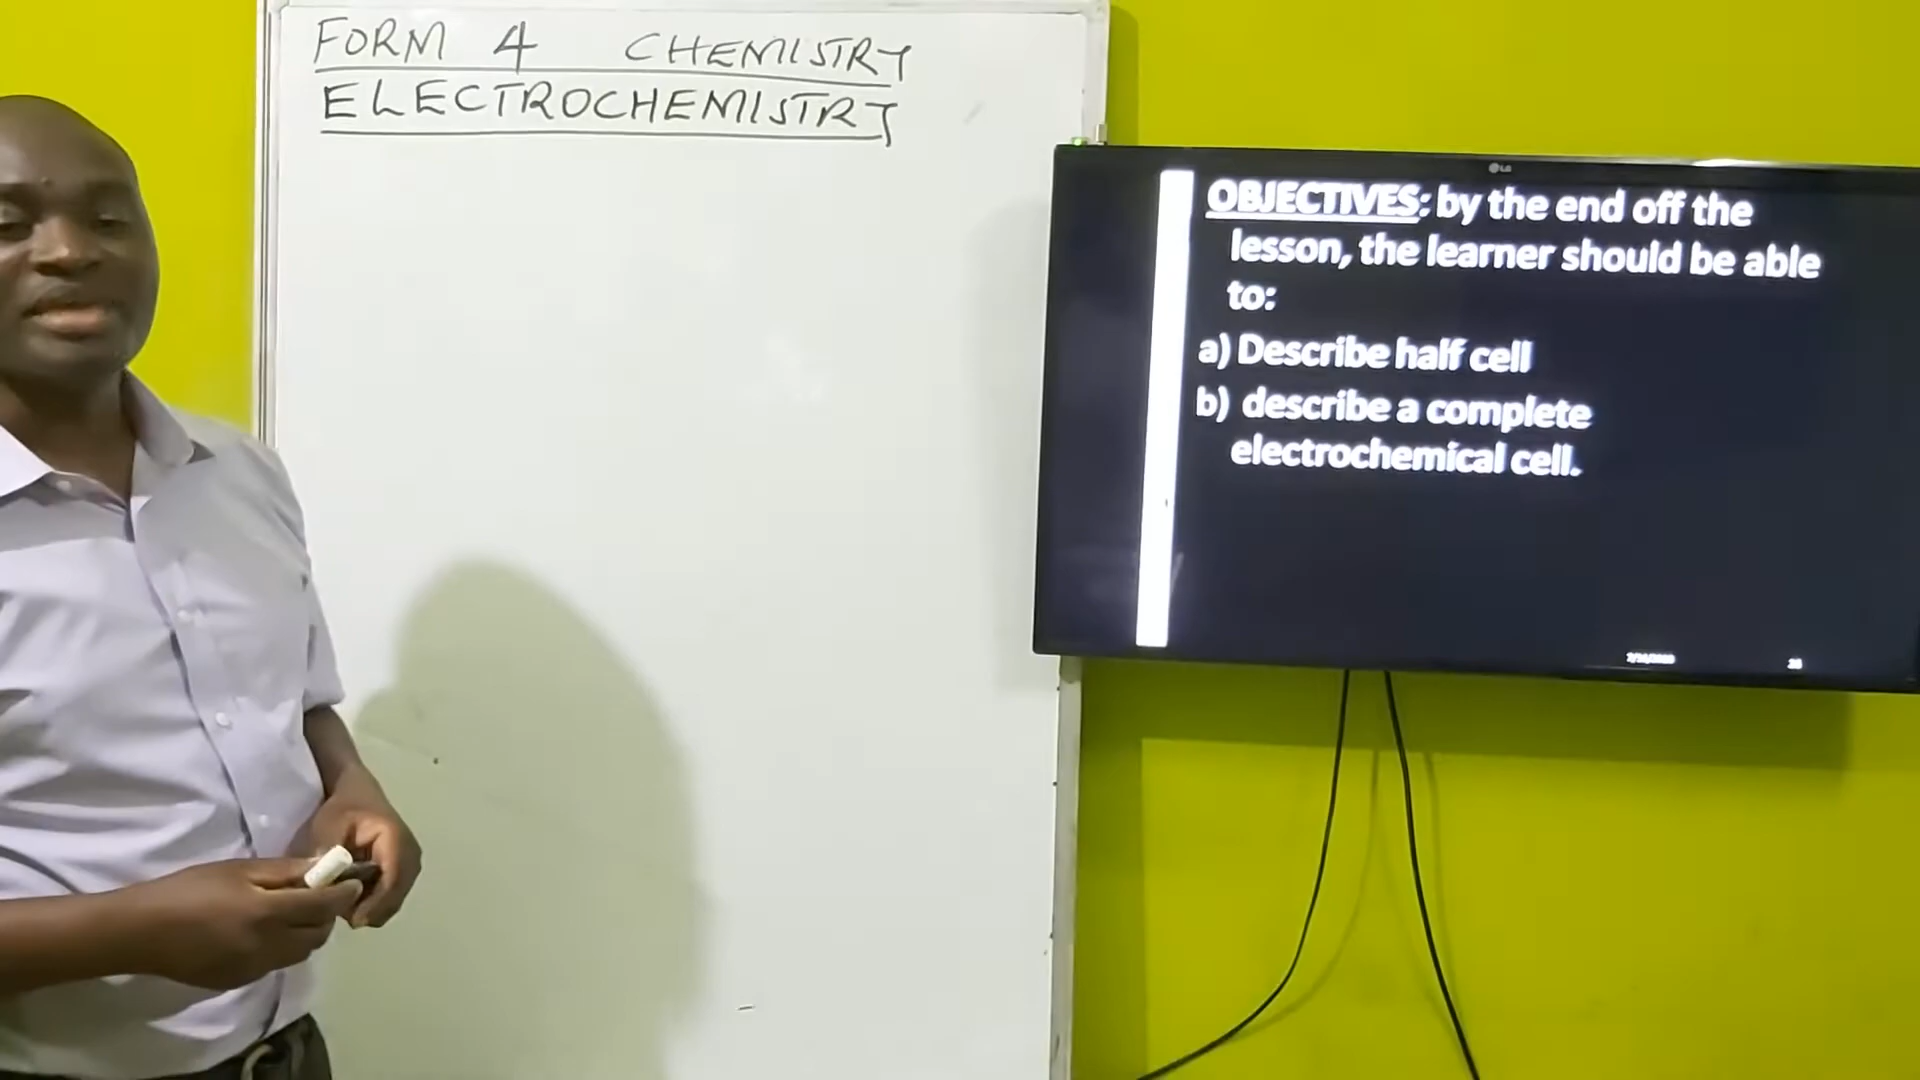 FORM 4 CHEMISTRY
ELECTROCHEMISTRY
LG
OBJECTIVES: by the end off the
lesson, the learner should be able
to:
a) Describe half cell
b) describe a complete
electrochemical cell.